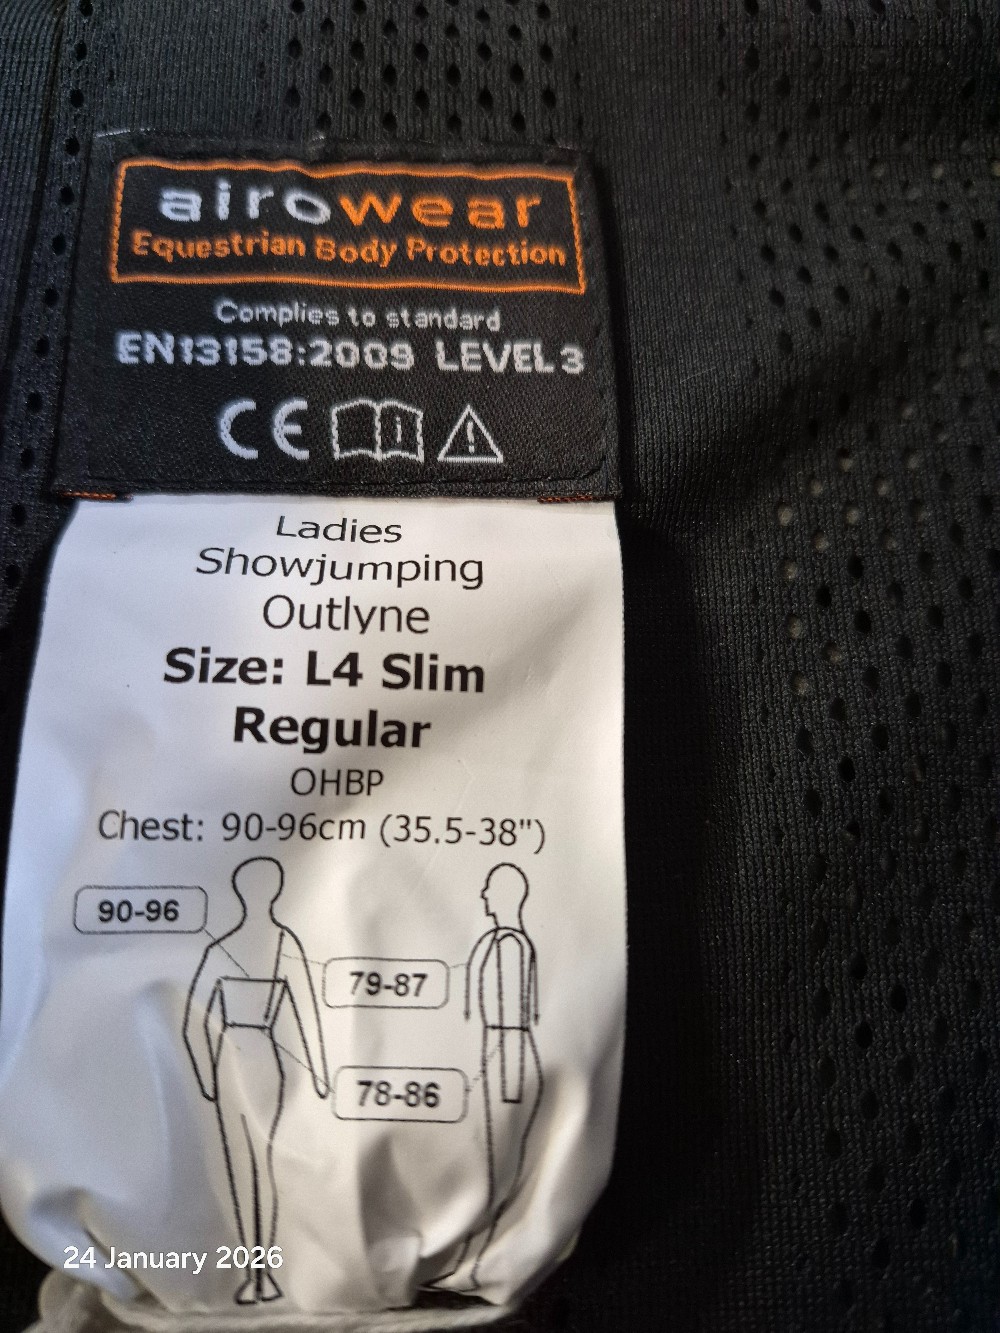 airowear
Equestrian Body Protection
Complies to standard
EN13158:2009 LEVEL 3
CE
Ladies
Showjumping
Outlyne
Size: L4 Slim
Regular
OHBP
Chest: 90-96cm (35.5-38")
90-96
79-87
78-86
24 January 2026